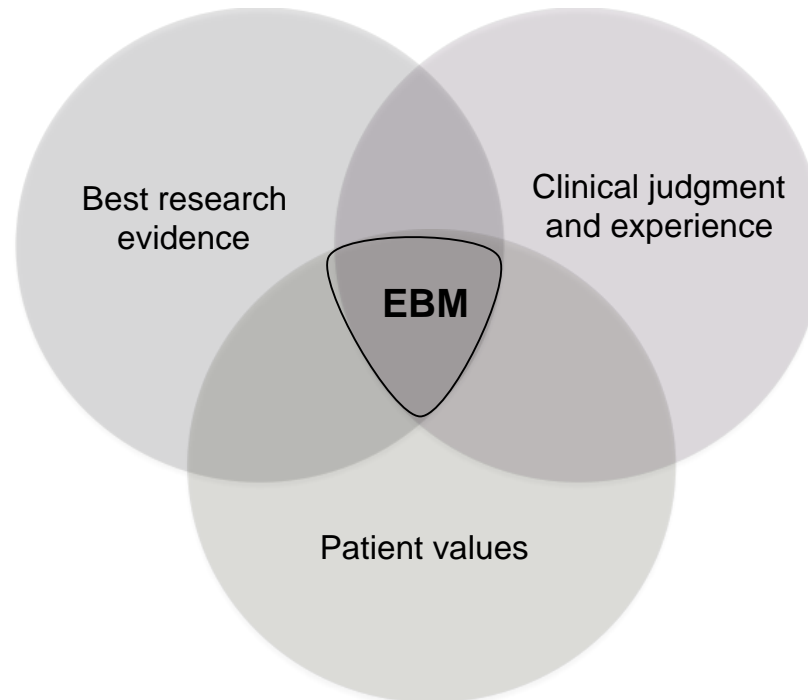 Best research
evidence
Clinical judgment
and experience
EBM
Patient values